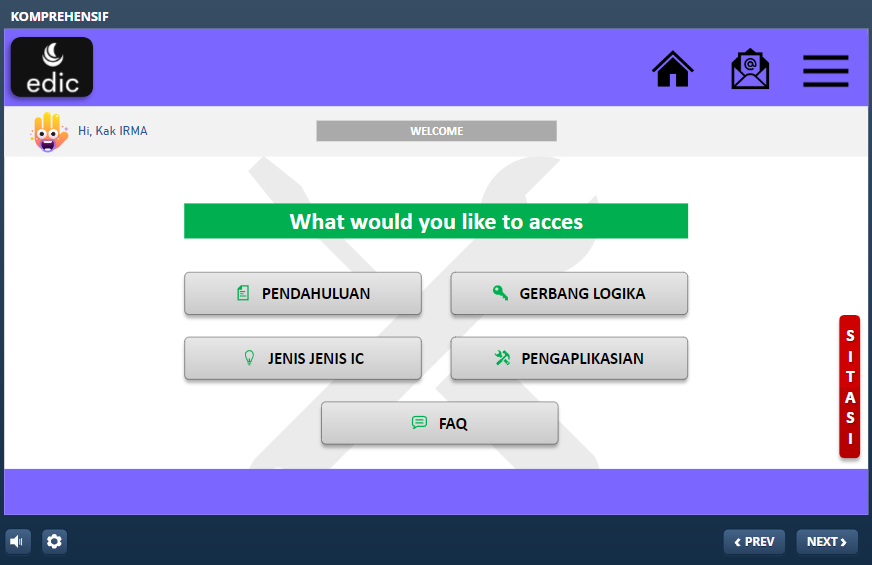 KOMPREHENSIF
edic
@
Hi, Kak IRMA
WELCOME
What would you like to acces
PENDAHULUAN
GERBANG LOGIKA
JENIS JENIS IC
PENGAPLIKASIAN
FAQ
SITASI
PREV
NEXT